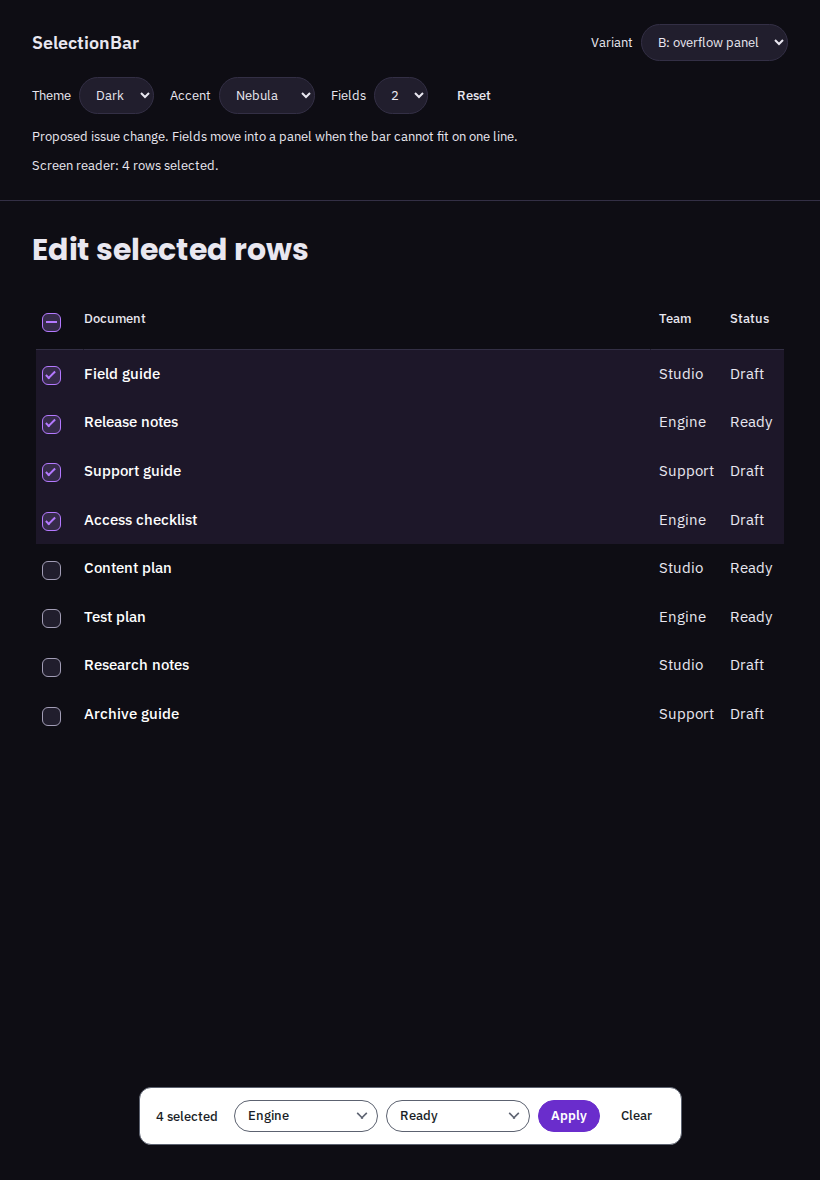 SelectionBar Variant B: overflow panel
Theme Dark Accent Nebula Fields 2 Reset
Proposed issue change. Fields move into a panel when the bar cannot fit on one line.
Screen reader: 4 rows selected.
Edit selected rows
Document Team Status
Field guide Studio Draft
Release notes Engine Ready
Support guide Support Draft
Access checklist Engine Draft
Content plan Studio Ready
Test plan Engine Ready
Research notes Studio Draft
Archive guide Support Draft
4 selected Engine Ready Apply Clear